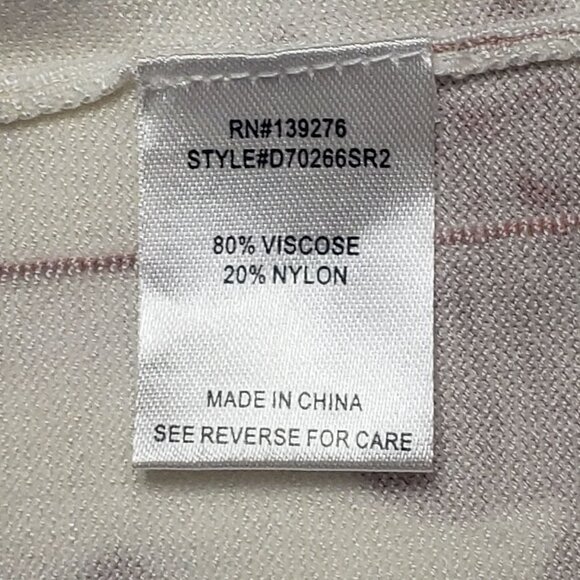 RN#139276
STYLE#D70266SR2
80% VISCOSE
20% NYLON
MADE IN CHINA
SEE REVERSE FOR CARE